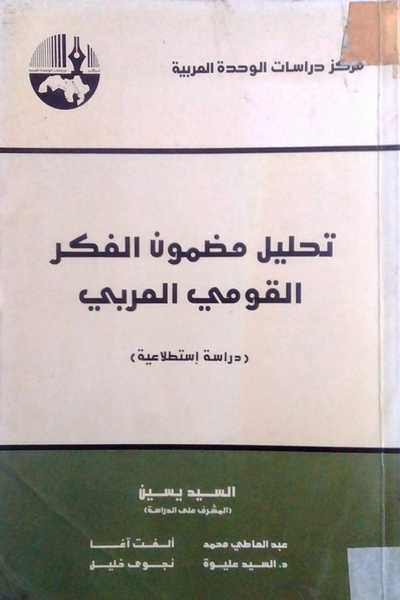 مركز دراسات الوحدة العربية
تحليل مضمون الفكر
القومي العربي
(دراسة إستطلاعية)
السيد يسين
(المشرف على الدراسة)
عبد العاطي محمد ألفت آغا
د. السيد عليوة نجوى خليل